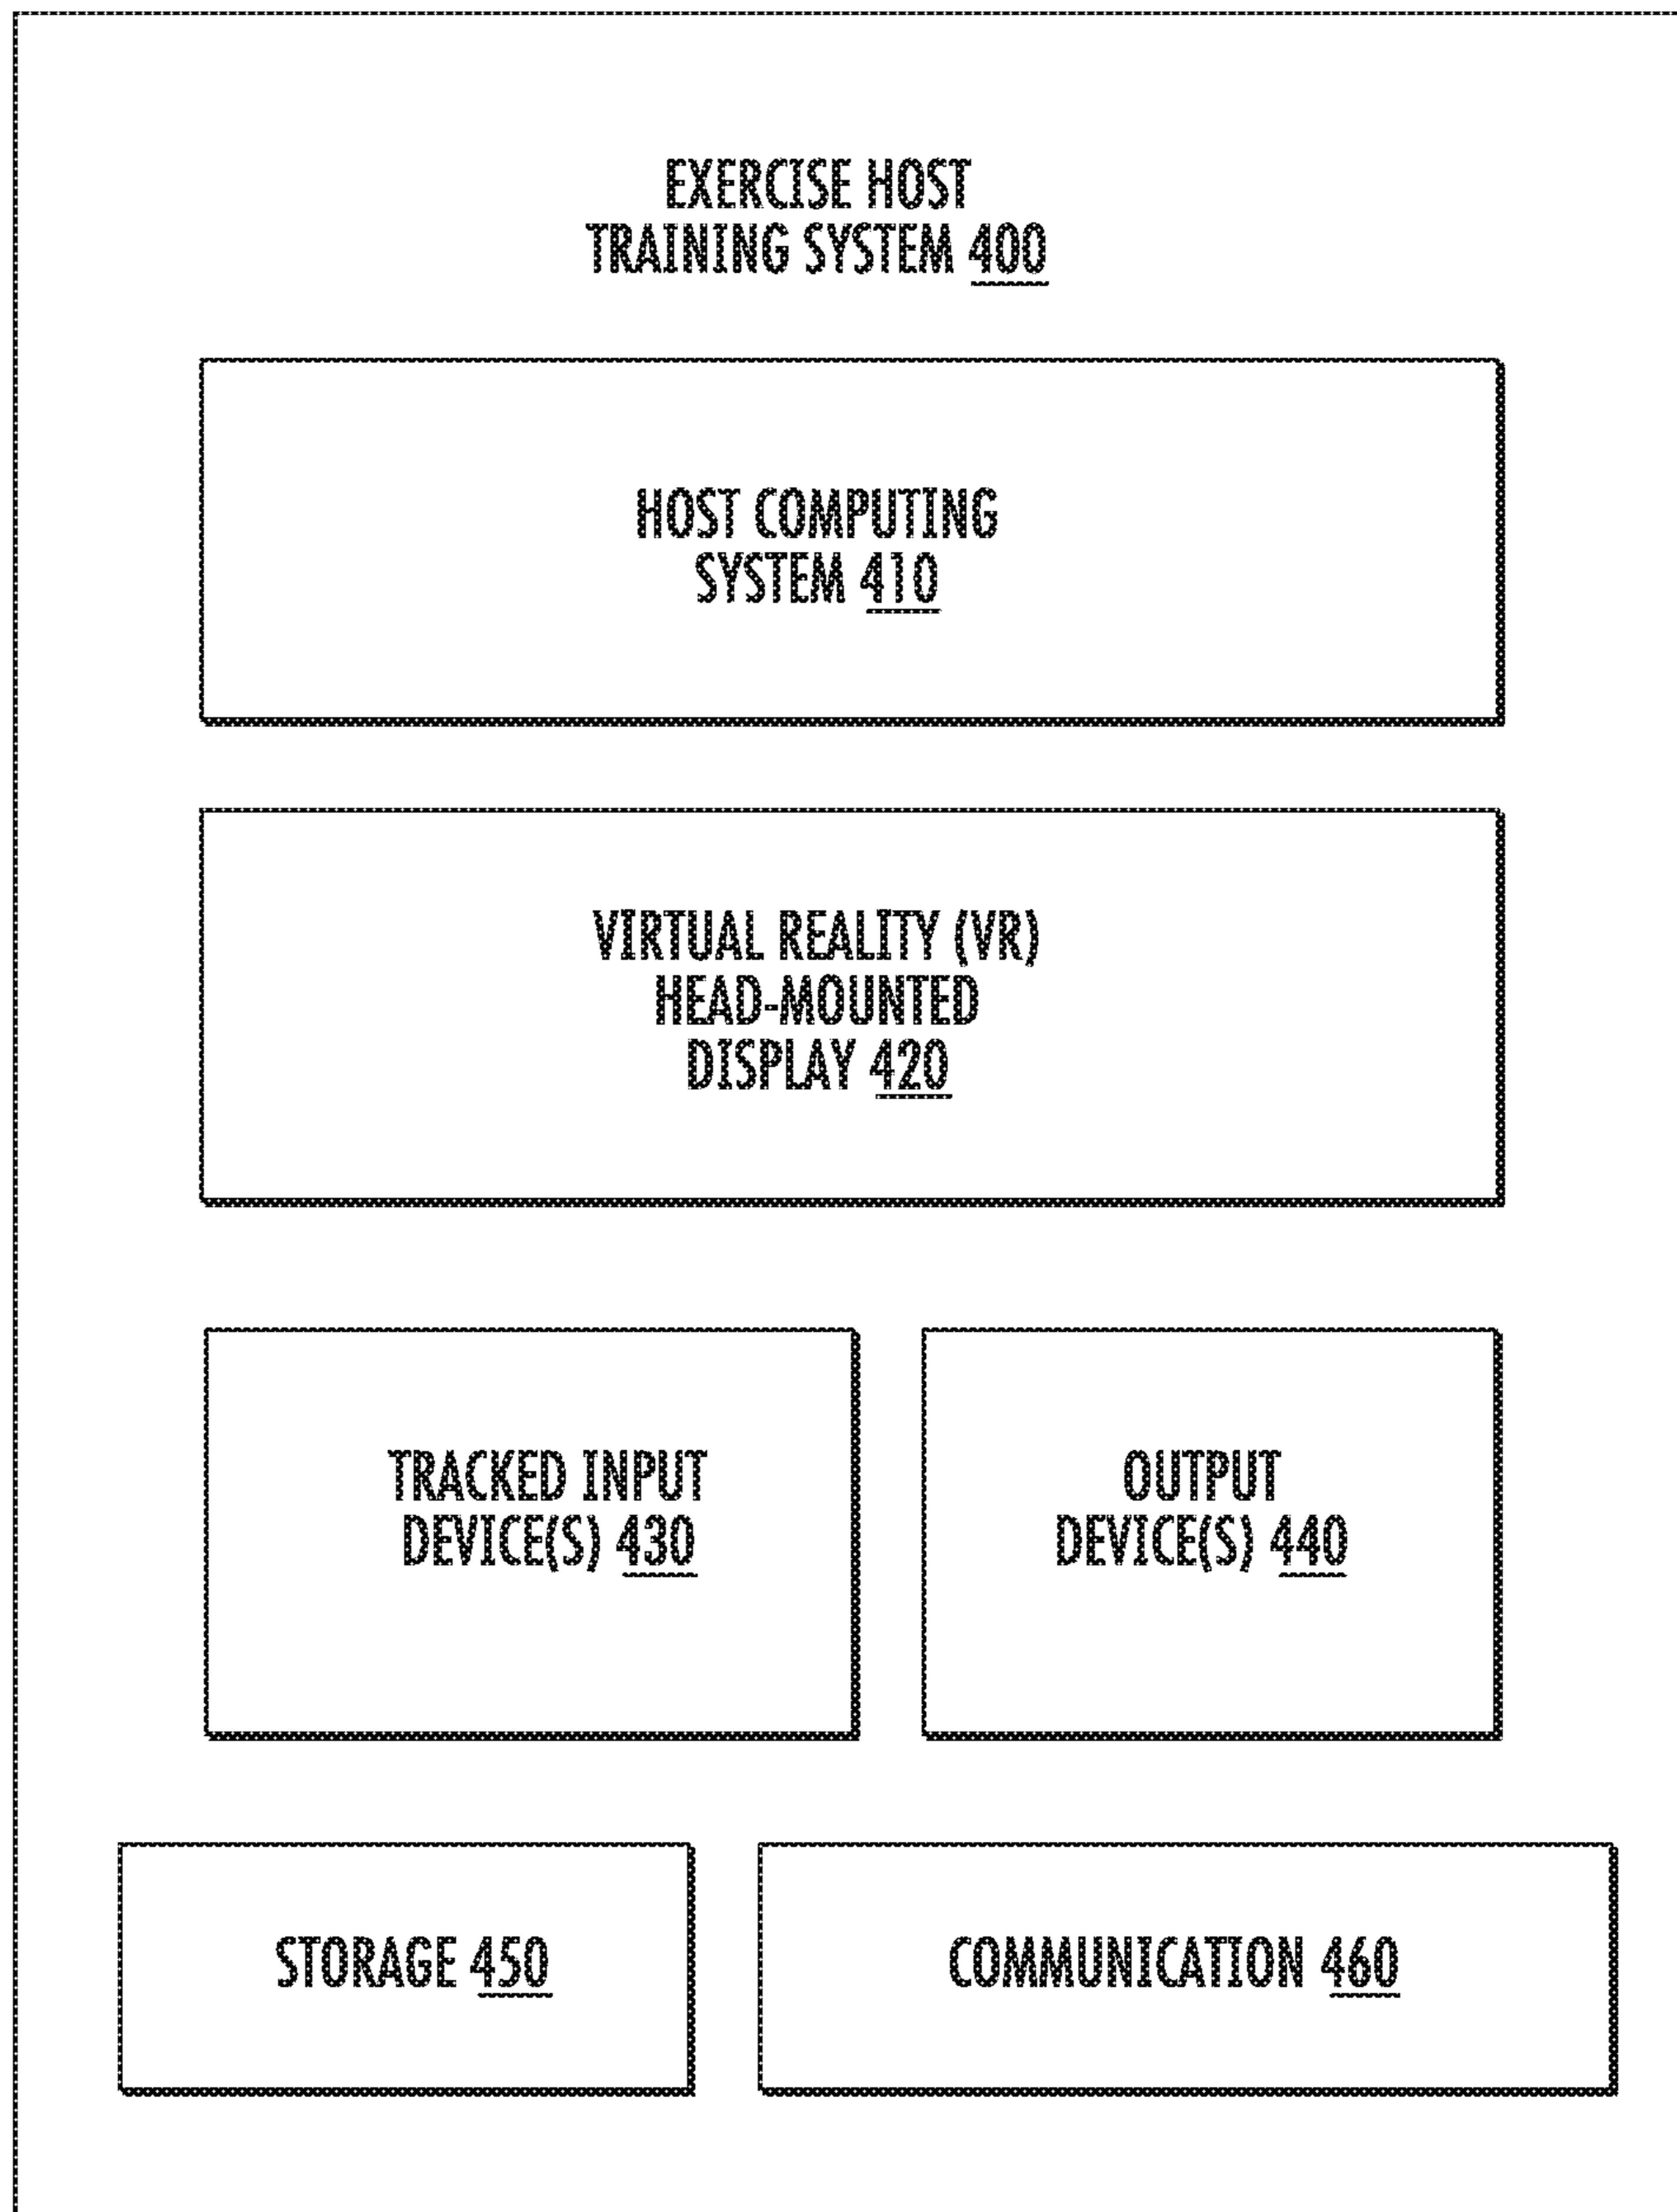 EXERCISE HOST
TRAINING SYSTEM 400
HOST COMPUTING
SYSTEM 410
VIRTUAL REALITY (VR)
HEAD-MOUNTED
DISPLAY 420
TRACKED INPUT
DEVICE(S) 430
OUTPUT
DEVICE(S) 440
STORAGE 450
COMMUNICATION 460